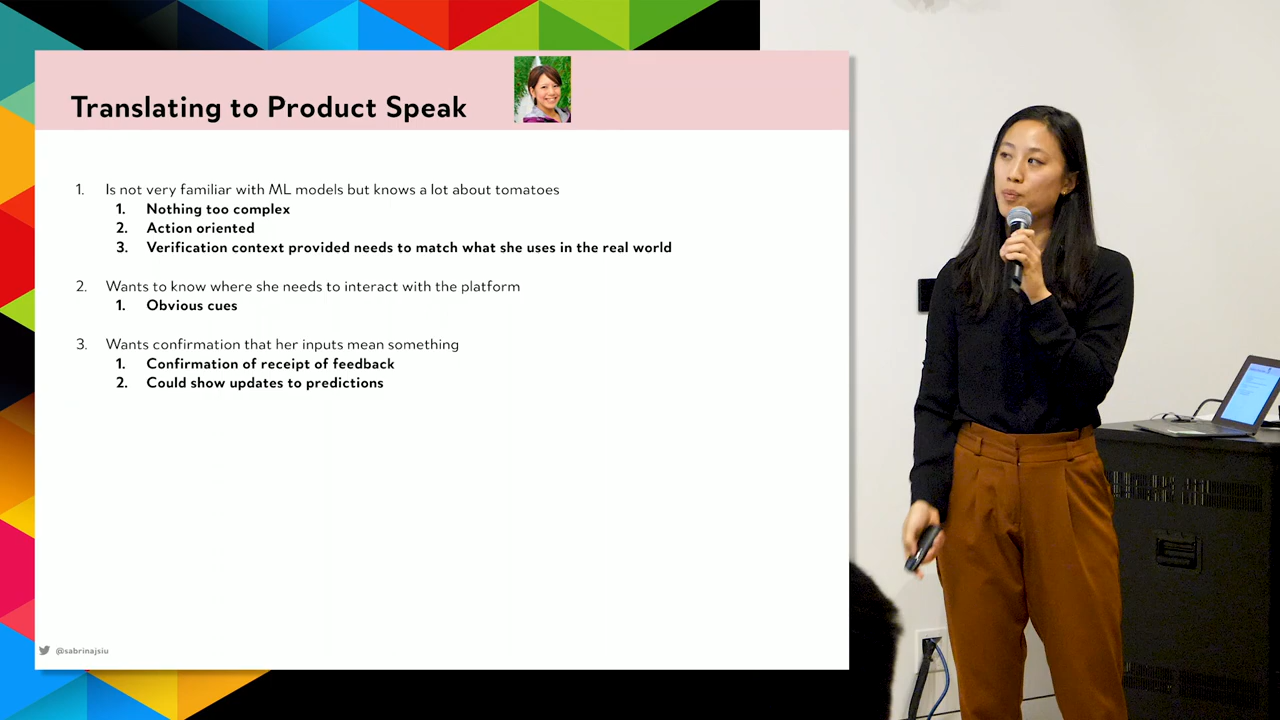 Translating to Product Speak
1. Is not very familiar with ML models but knows a lot about tomatoes
1. Nothing too complex
2. Action oriented
3. Verification context provided needs to match what she uses in the real world
2. Wants to know where she needs to interact with the platform
1. Obvious cues
3. Wants confirmation that her inputs mean something
1. Confirmation of receipt of feedback
2. Could show updates to predictions
@sabrinajsiu